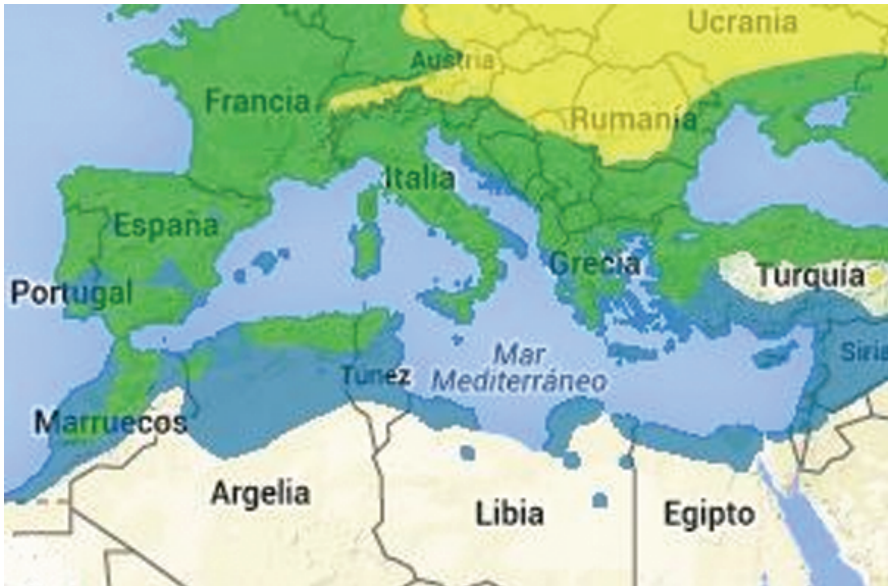 Ucrania
Austria
Francia
Rumanía
Italia
España
Grecia
Turquía
Portugal
Mar
Mediterráneo
Siria
Túnez
Marruecos
Argelia
Libia
Egipto